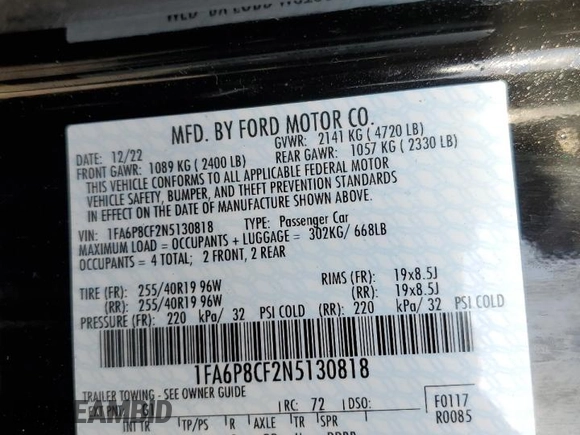 MFD. BY FORD MOTOR CO.
DATE: 12/22 GVWR: 2141 KG ( 4720 LB)
FRONT GAWR: 1089 KG ( 2400 LB) REAR GAWR: 1057 KG ( 2330 LB)
THIS VEHICLE CONFORMS TO ALL APPLICABLE FEDERAL MOTOR
VEHICLE SAFETY, BUMPER, AND THEFT PREVENTION STANDARDS
IN EFFECT ON THE DATE OF MANUFACTURE SHOWN ABOVE.
VIN: 1FA6P8CF2N5130818 TYPE: Passenger Car
MAXIMUM LOAD = OCCUPANTS + LUGGAGE = 302KG/ 668LB
OCCUPANTS = 4 TOTAL; 2 FRONT, 2 REAR
TIRE (FR): 255/40R19 96W RIMS (FR): 19x8.5J
(RR): 255/40R19 96W (RR): 19x8.5J
PRESSURE (FR): 220 kPa/ 32 PSI COLD (RR): 220 kPa/ 32 PSI COLD
1FA6P8CF2N5130818
TRAILER TOWING - SEE OWNER GUIDE
EXT PNT: G1 RC: 72 DSO: F0117
INT TR TP/PS R AXLE TR SPR R0085